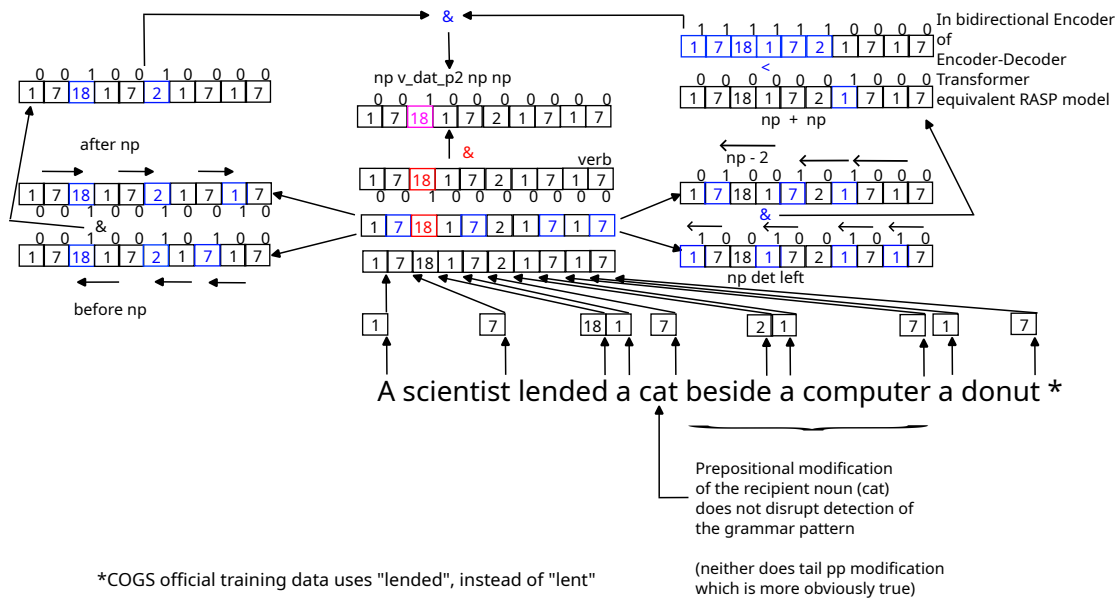 &
In bidirectional Encoder
of
Encoder-Decoder
Transformer
equivalent RASP model
1 1 1 1 1 1 0 0 0 0
1 7 18 1 7 2 1 7 1 7
<
0 0 0 0 0 0 1 0 0 0
1 7 18 1 7 2 1 7 1 7
np + np
0 0 1 0 0 1 0 0 0 0
1 7 18 1 7 2 1 7 1 7
np v_dat_p2 np np
0 0 1 0 0 0 0 0 0 0
1 7 18 1 7 2 1 7 1 7
&
verb
1 7 18 1 7 2 1 7 1 7
0 0 1 0 0 0 0 0 0 0
after np
1 7 18 1 7 2 1 7 1 7
0 0 1 0 0 1 0 0 1 0
&
0 0 1 0 0 1 0 1 0 0
1 7 18 1 7 2 1 7 1 7
before np
np - 2
0 1 0 0 1 0 1 0 0 0
1 7 18 1 7 2 1 7 1 7
&
1 0 0 1 0 0 1 0 1 0
1 7 18 1 7 2 1 7 1 7
np det left
1 7 18 1 7 2 1 7 1 7
1 7 18 1 7 2 1 7 1 7
1 7 18 1 7 2 1 7 1 7
A scientist lended a cat beside a computer a donut *
Prepositional modification
of the recipient noun (cat)
does not disrupt detection of
the grammar pattern
(neither does tail pp modification
which is more obviously true)
*COGS official training data uses "lended", instead of "lent"